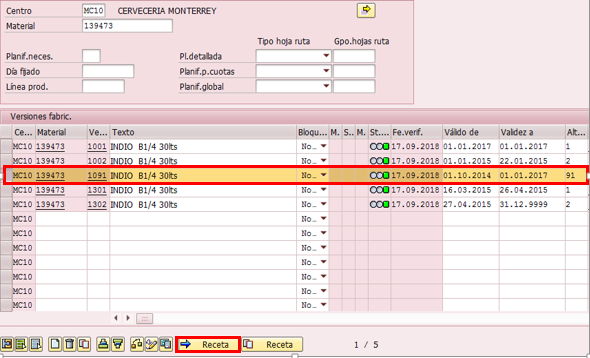 Centro MC10 CERVECERIA MONTERREY
Material 139473
Tipo hoja ruta Gpo.hojas ruta
Planif.neces. Pl.detallada
Día fijado Planif.p.cuotas
Línea prod. Planif.global
Versiones fabric.
Ce... Material Ve... Texto Bloqu... M. S... M. St.... Fe.verif. Válido de Validez a Alt...
MC10 139473 1001 INDIO B1/4 30lts No… 17.09.2018 01.01.2017 01.01.2017 1
MC10 139473 1002 INDIO B1/4 30lts No… 17.09.2018 01.01.2015 22.01.2015 2
MC10 139473 1091 INDIO B1/4 30lts No… 17.09.2018 01.10.2014 01.01.2017 91
MC10 139473 1301 INDIO B1/4 30lts No… 17.09.2018 16.03.2015 26.04.2015 1
MC10 139473 1302 INDIO B1/4 30lts No… 17.09.2018 27.04.2015 31.12.9999 2
MC10 No…
MC10 No…
MC10 No…
MC10 No…
MC10 No…
MC10 No…
MC10 No…
Receta Receta 1 / 5